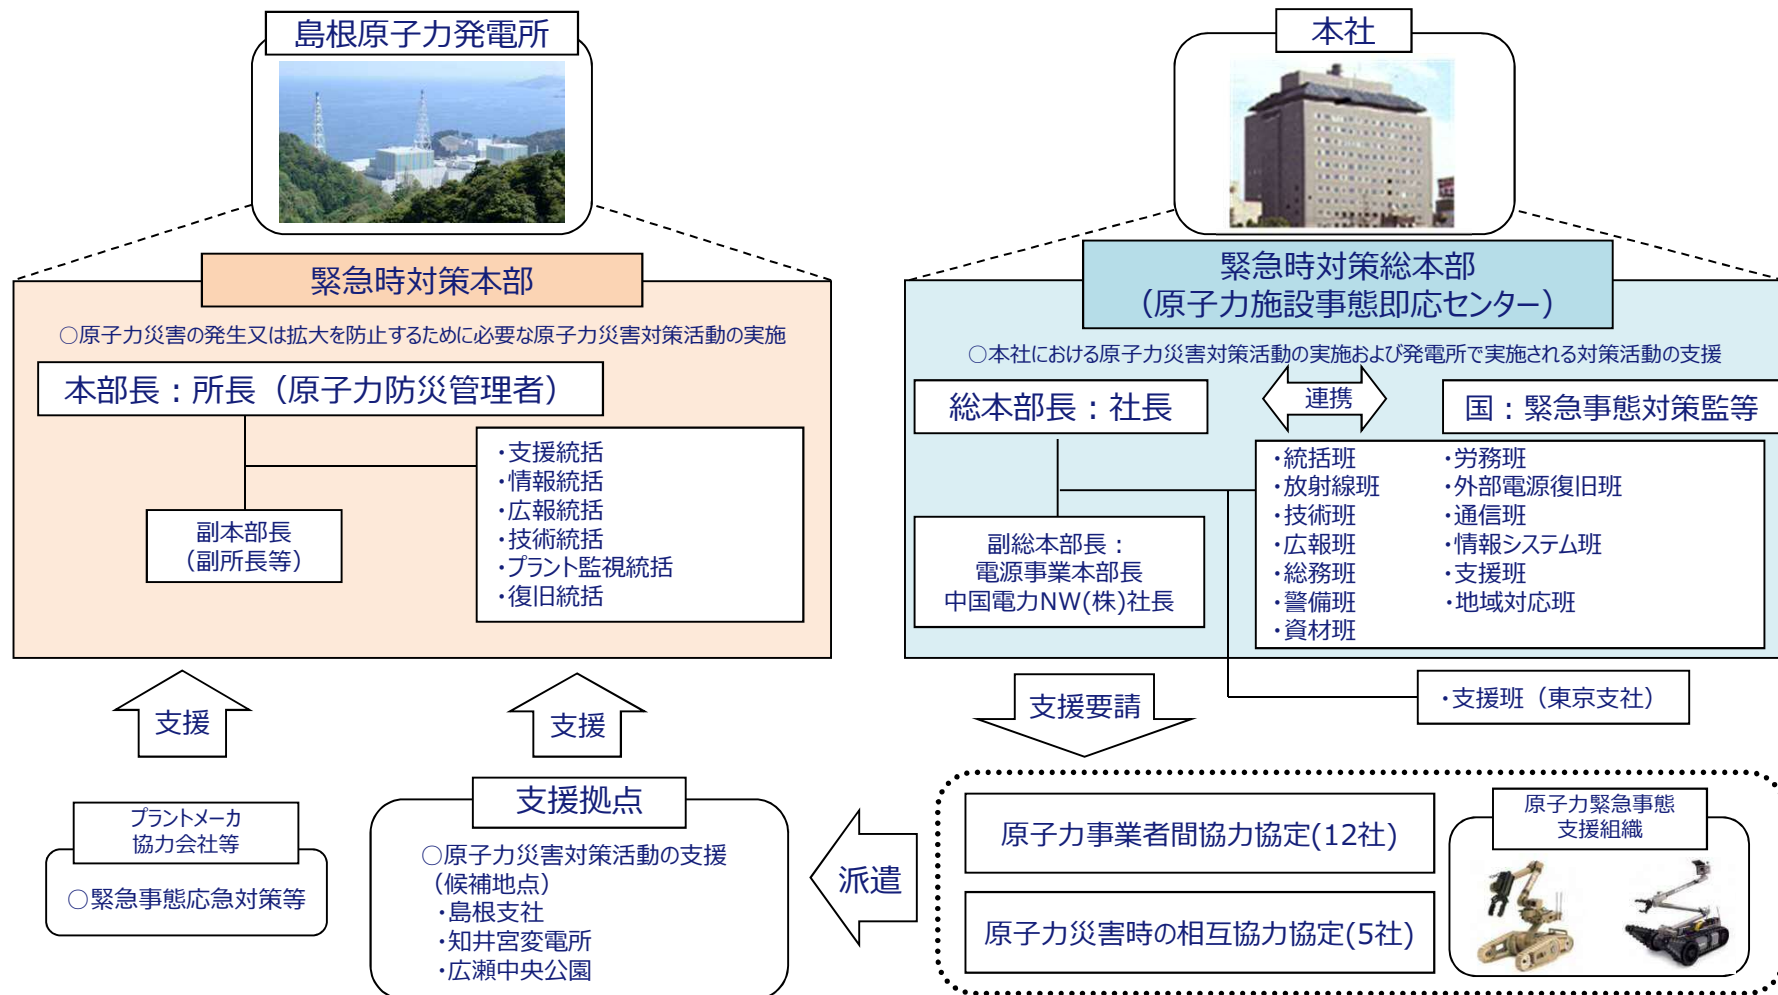 島根原子力発電所
緊急時対策本部
○原子力災害の発生又は拡大を防止するために必要な原子力災害対策活動の実施
本部長：所長（原子力防災管理者）
・支援統括
・情報統括
・広報統括
・技術統括
・プラント監視統括
・復旧統括
副本部長
（副所長等）
本社
緊急時対策総本部
（原子力施設事態即応センター）
○本社における原子力災害対策活動の実施および発電所で実施される対策活動の支援
総本部長：社長
連携
国：緊急事態対策監等
・統括班
・放射線班
・技術班
・広報班
・総務班
・警備班
・資材班
・労務班
・外部電源復旧班
・通信班
・情報システム班
・支援班
・地域対応班
副総本部長：
電源事業本部長
中国電力NW(株)社長
・支援班（東京支社）
支援
支援
支援要請
プラントメーカ
協力会社等
○緊急事態応急対策等
支援拠点
○原子力災害対策活動の支援
（候補地点）
・島根支社
・知井宮変電所
・広瀬中央公園
派遣
原子力事業者間協力協定(12社)
原子力災害時の相互協力協定(5社)
原子力緊急事態
支援組織